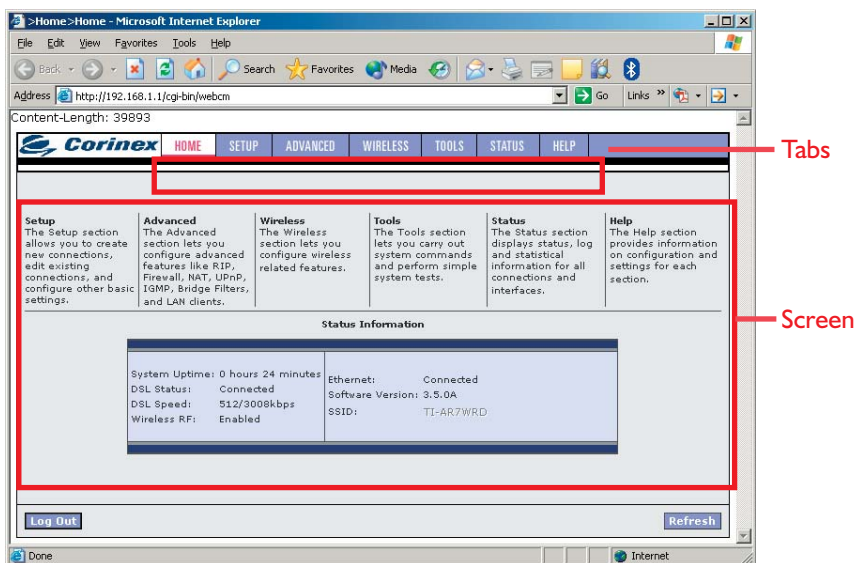 >Home>Home - Microsoft Internet Explorer
File Edit View Favorites Tools Help
Back Search Favorites Media
Address http://192.168.1.1/cgi-bin/webcm Go Links »
Content-Length: 39893
Corinex HOME SETUP ADVANCED WIRELESS TOOLS STATUS HELP
Tabs
Setup
The Setup section
allows you to create
new connections,
edit existing
connections, and
configure other basic
settings.
Advanced
The Advanced
section lets you
configure advanced
features like RIP,
Firewall, NAT, UPnP,
IGMP, Bridge Filters,
and LAN clients.
Wireless
The Wireless
section lets you
configure wireless
related features.
Tools
The Tools section
lets you carry out
system commands
and perform simple
system tests.
Status
The Status section
displays status, log
and statistical
information for all
connections and
interfaces.
Help
The Help section
provides information
on configuration and
settings for each
section.
Screen
Status Information
System Uptime: 0 hours 24 minutes
DSL Status: Connected
DSL Speed: 512/3008kbps
Wireless RF: Enabled
Ethernet: Connected
Software Version: 3.5.0A
SSID: TI-AR7WRD
Log Out Refresh
Done Internet